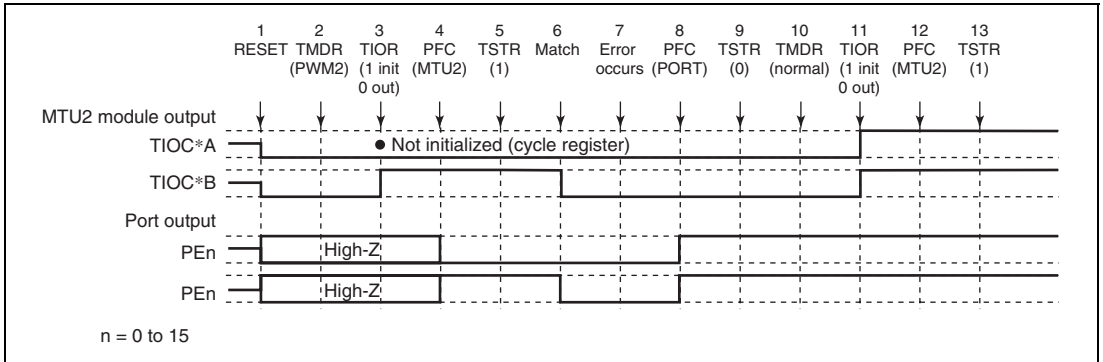 1 2 3 4 5 6 7 8 9 10 11 12 13
RESET TMDR TIOR PFC TSTR Match Error PFC TSTR TMDR TIOR PFC TSTR
(PWM2) (1 init (MTU2) (1) occurs (PORT) (0) (normal) (1 init (MTU2) (1)
0 out) 0 out)
MTU2 module output
TIOC*A ● Not initialized (cycle register)
TIOC*B
Port output
PEn High-Z
PEn High-Z
n = 0 to 15